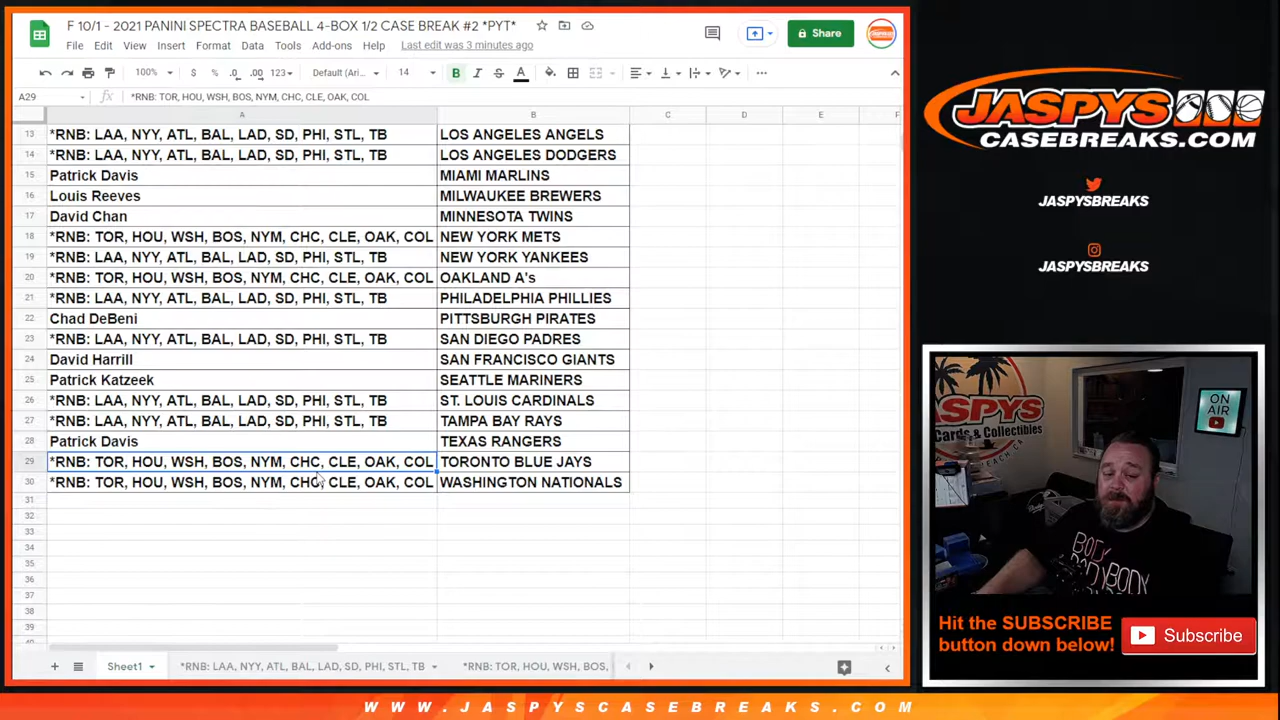 F 10/1 - 2021 PANINI SPECTRA BASEBALL 4-BOX 1/2 CASE BREAK #2 *PYT*
File Edit View Insert Format Data Tools Add-ons Help Last edit was 3 minutes ago
Share
100% $ % .0 .00 123 Default (Ari... 14 B I S A
A29 fx *RNB: TOR, HOU, WSH, BOS, NYM, CHC, CLE, OAK, COL
A B C D E F
13 *RNB: LAA, NYY, ATL, BAL, LAD, SD, PHI, STL, TB LOS ANGELES ANGELS
14 *RNB: LAA, NYY, ATL, BAL, LAD, SD, PHI, STL, TB LOS ANGELES DODGERS
15 Patrick Davis MIAMI MARLINS
16 Louis Reeves MILWAUKEE BREWERS
17 David Chan MINNESOTA TWINS
18 *RNB: TOR, HOU, WSH, BOS, NYM, CHC, CLE, OAK, COL NEW YORK METS
19 *RNB: LAA, NYY, ATL, BAL, LAD, SD, PHI, STL, TB NEW YORK YANKEES
20 *RNB: TOR, HOU, WSH, BOS, NYM, CHC, CLE, OAK, COL OAKLAND A's
21 *RNB: LAA, NYY, ATL, BAL, LAD, SD, PHI, STL, TB PHILADELPHIA PHILLIES
22 Chad DeBeni PITTSBURGH PIRATES
23 *RNB: LAA, NYY, ATL, BAL, LAD, SD, PHI, STL, TB SAN DIEGO PADRES
24 David Harrill SAN FRANCISCO GIANTS
25 Patrick Katzeek SEATTLE MARINERS
26 *RNB: LAA, NYY, ATL, BAL, LAD, SD, PHI, STL, TB ST. LOUIS CARDINALS
27 *RNB: LAA, NYY, ATL, BAL, LAD, SD, PHI, STL, TB TAMPA BAY RAYS
28 Patrick Davis TEXAS RANGERS
29 *RNB: TOR, HOU, WSH, BOS, NYM, CHC, CLE, OAK, COL TORONTO BLUE JAYS
30 *RNB: TOR, HOU, WSH, BOS, NYM, CHC, CLE, OAK, COL WASHINGTON NATIONALS
31
32
33
34
35
36
37
38
39
Sheet1 *RNB: LAA, NYY, ATL, BAL, LAD, SD, PHI, STL, TB *RNB: TOR, HOU, WSH, BOS,
JASPYS
CASEBREAKS.COM
JASPYSBREAKS
JASPYSBREAKS
JASPYS
Cards & Collectibles
ON
AIR
BODY
BODY
Hit the SUBSCRIBE
button down below!
Subscribe
WWW.JASPYSCASEBREAKS.COM